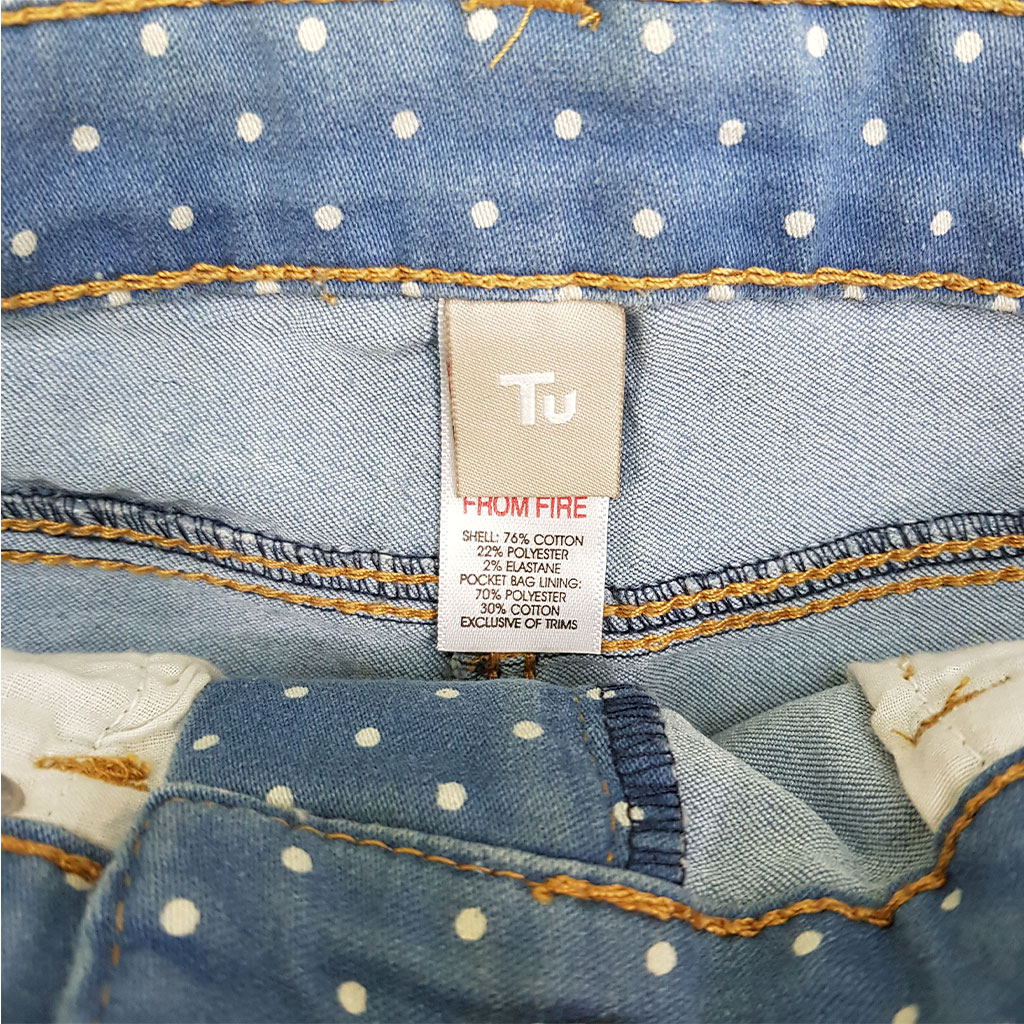 Tu
FROM FIRE
SHELL: 76% COTTON
22% POLYESTER
2% ELASTANE
POCKET BAG LINING:
70% POLYESTER
30% COTTON
EXCLUSIVE OF TRIMS